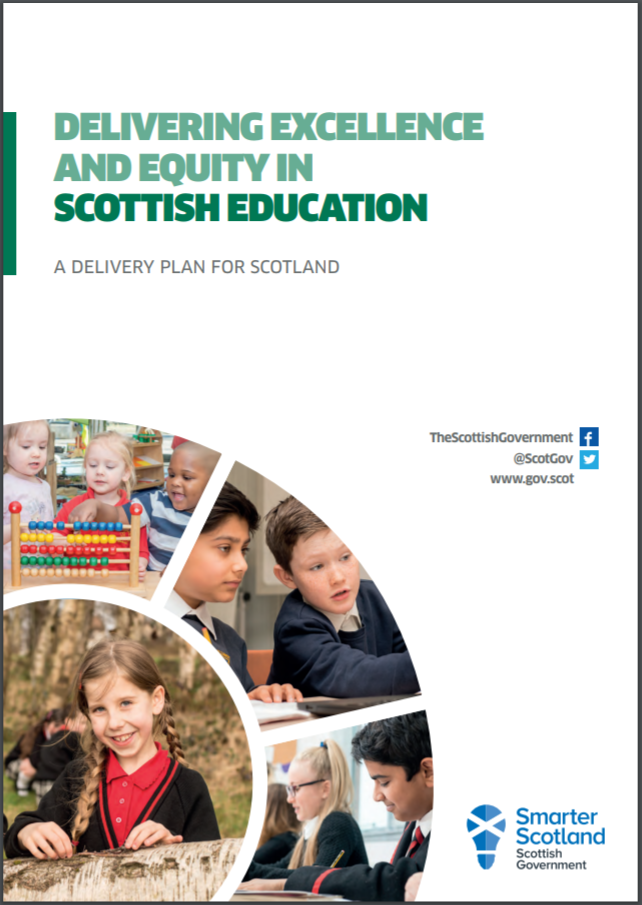 DELIVERING EXCELLENCE
AND EQUITY IN
SCOTTISH EDUCATION
A DELIVERY PLAN FOR SCOTLAND
TheScottishGovernment
@ScotGov
www.gov.scot
Smarter
Scotland
Scottish
Government